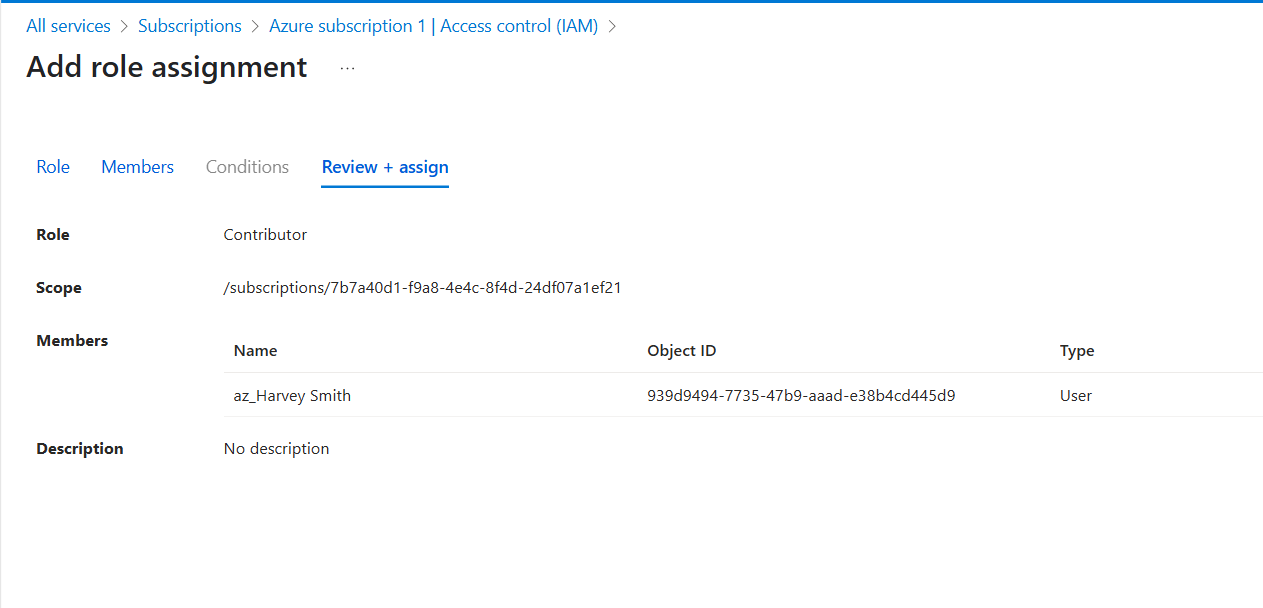 All services > Subscriptions > Azure subscription 1 | Access control (IAM) >
Add role assignment ...
Role Members Conditions Review + assign
Role Contributor
Scope /subscriptions/7b7a40d1-f9a8-4e4c-8f4d-24df07a1ef21
Members
Name Object ID Type
az_Harvey Smith 939d9494-7735-47b9-aaad-e38b4cd445d9 User
Description No description